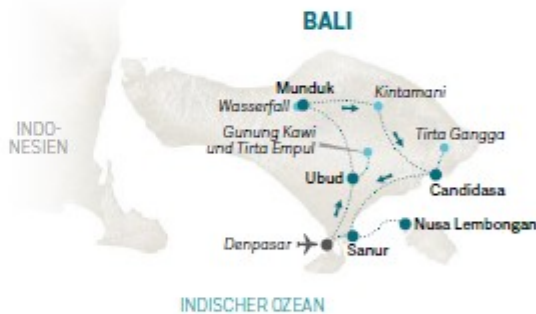 BALI
Munduk
Wasserfall
Kintamani
INDO-
NESIEN
Gunung Kawi
und Tirta Empul
Tirta Gangga
Ubud
Candidasa
Nusa Lembongan
Denpasar
Sanur
INDISCHER OZEAN